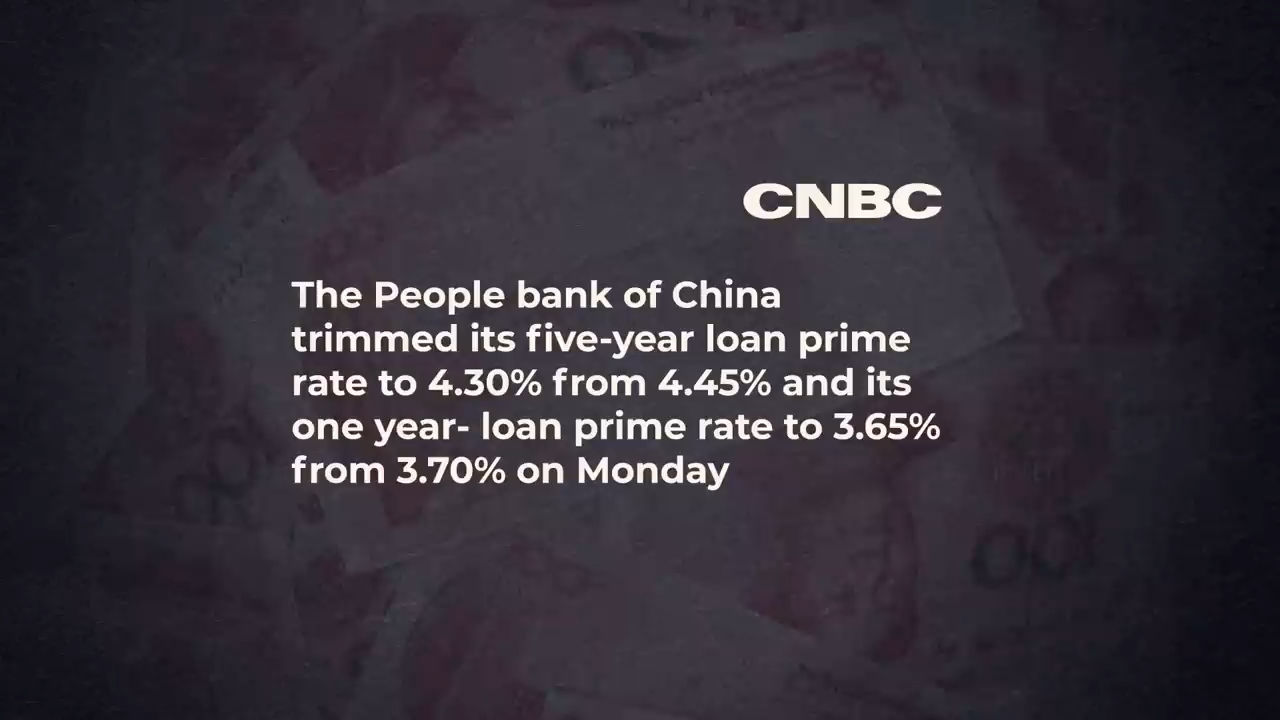 CNBC
The People bank of China
trimmed its five-year loan prime
rate to 4.30% from 4.45% and its
one year- loan prime rate to 3.65%
from 3.70% on Monday